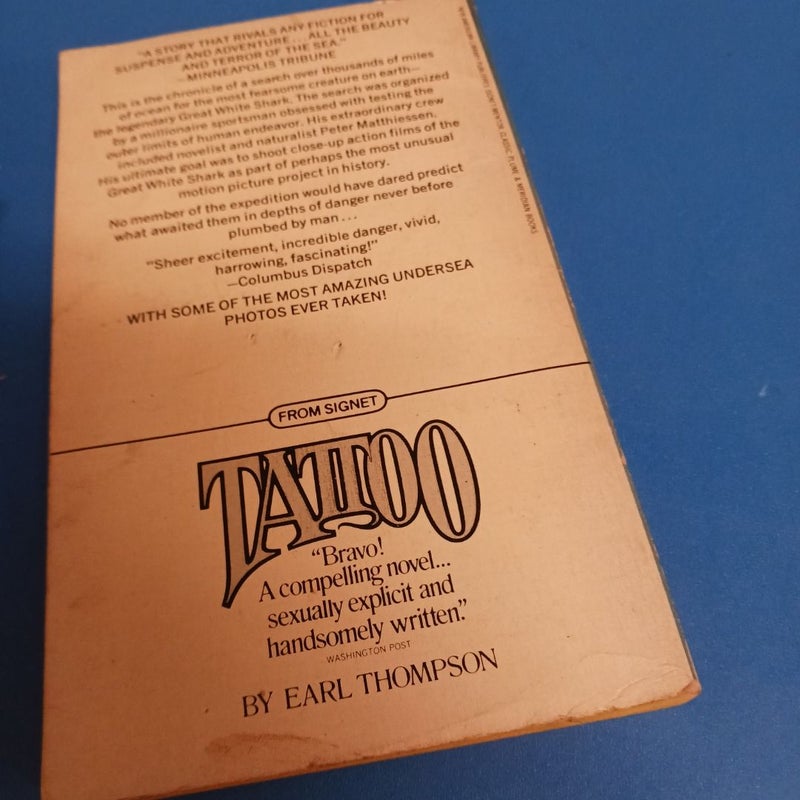 "A STORY THAT RIVALS ANY FICTION FOR
SUSPENSE AND ADVENTURE... ALL THE BEAUTY
AND TERROR OF THE SEA."
—MINNEAPOLIS TRIBUNE
This is the chronicle of a search over thousands of miles
of ocean for the most fearsome creature on earth—
the legendary Great White Shark. The search was organized
by a millionaire sportsman obsessed with testing the
outer limits of human endeavor. His extraordinary crew
included novelist and naturalist Peter Matthiessen.
His ultimate goal was to shoot close-up action films of the
Great White Shark as part of perhaps the most unusual
motion picture project in history.
No member of the expedition would have dared predict
what awaited them in depths of danger never before
plumbed by man...
"Sheer excitement, incredible danger, vivid,
harrowing, fascinating!"
—Columbus Dispatch
WITH SOME OF THE MOST AMAZING UNDERSEA
PHOTOS EVER TAKEN!
FROM SIGNET
TATTOO
"Bravo!
A compelling novel...
sexually explicit and
handsomely written."
WASHINGTON POST
BY EARL THOMPSON
CLASSIC, PLUME & MERIDIAN BOOKS